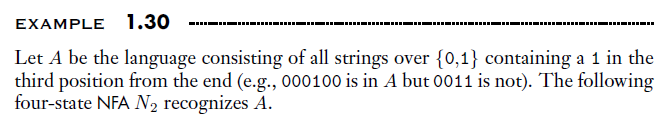 EXAMPLE 1.30
Let A be the language consisting of all strings over {0,1} containing a 1 in the
third position from the end (e.g., 000100 is in A but 0011 is not). The following
four-state NFA N₂ recognizes A.